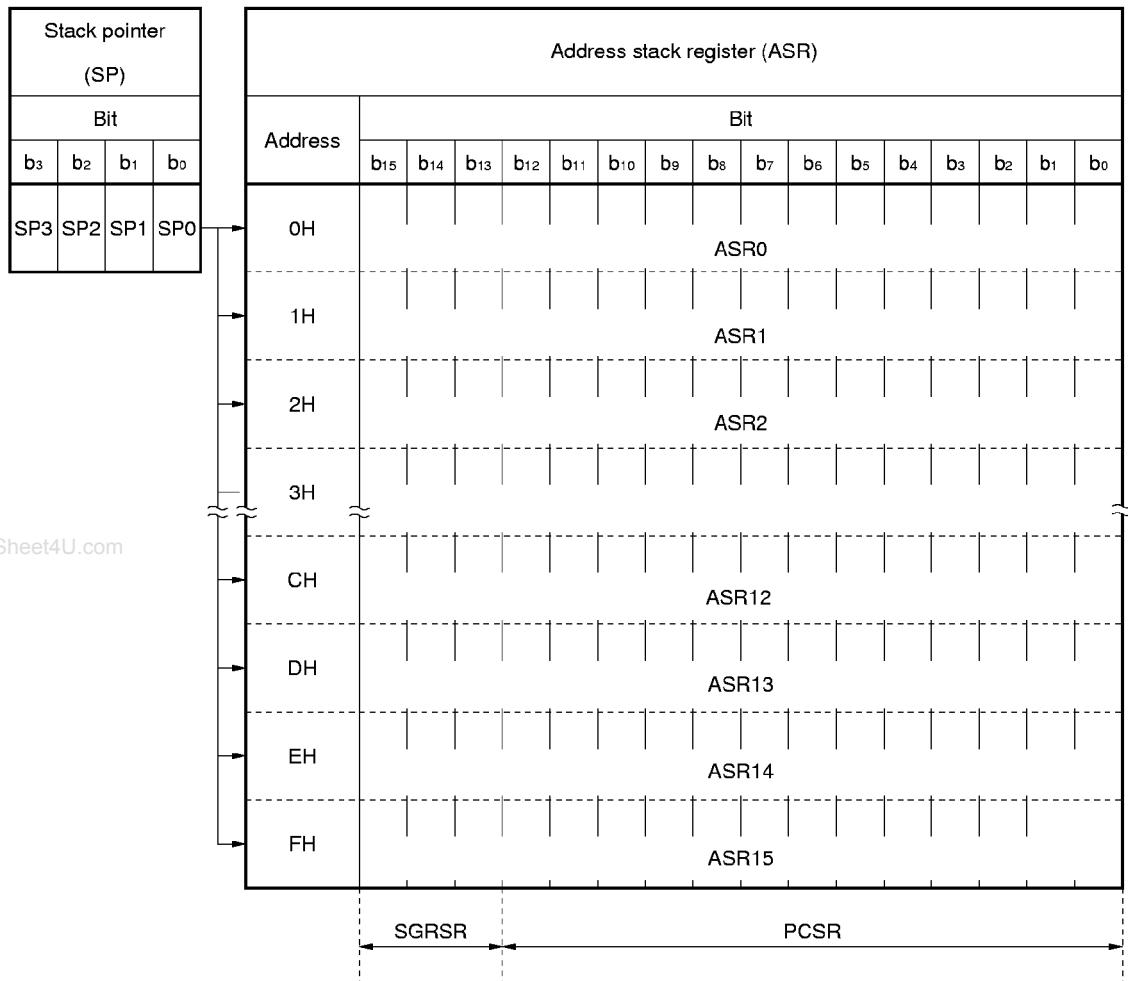 Stack pointer
(SP)
Bit
b3 b2 b1 b0
SP3 SP2 SP1 SP0
Address stack register (ASR)
Address
Bit
b15 b14 b13 b12 b11 b10 b9 b8 b7 b6 b5 b4 b3 b2 b1 b0
0H
ASR0
1H
ASR1
2H
ASR2
3H
Sheet4U.com
CH
ASR12
DH
ASR13
EH
ASR14
FH
ASR15
SGRSR
PCSR